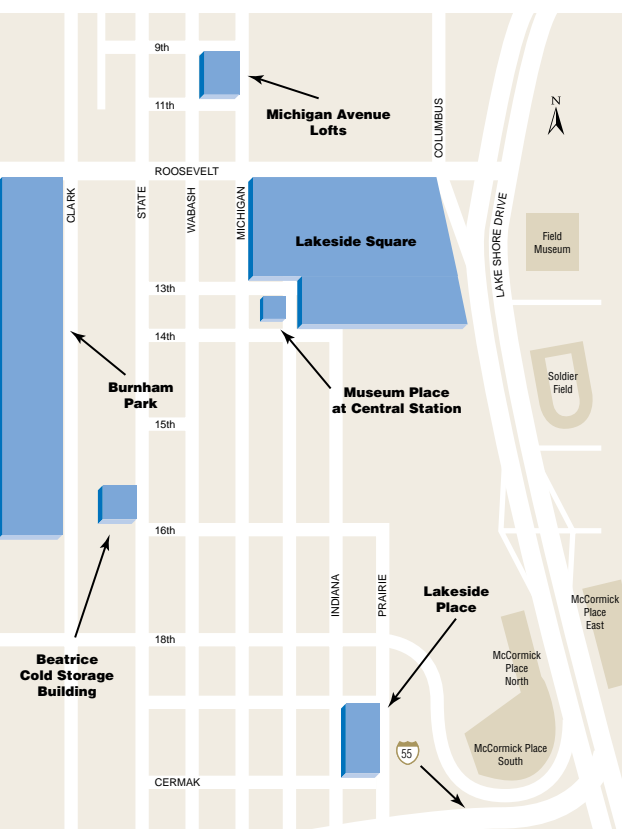 9th
11th
Michigan Avenue
Lofts
N
COLUMBUS
ROOSEVELT
CLARK
STATE
WABASH
MICHIGAN
LAKE SHORE DRIVE
Lakeside Square
Field
Museum
13th
14th
Burnham
Park
Museum Place
at Central Station
Soldier
Field
15th
16th
INDIANA
PRAIRIE
Lakeside
Place
McCormick
Place
East
18th
Beatrice
Cold Storage
Building
McCormick
Place
North
55
McCormick Place
South
CERMAK